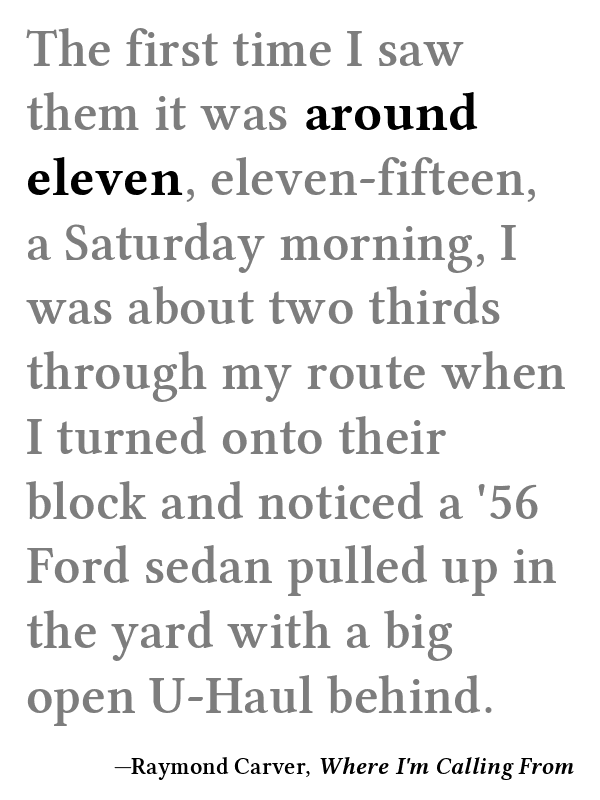 The first time I saw
them it was around
eleven, eleven-fifteen,
a Saturday morning, I
was about two thirds
through my route when
I turned onto their
block and noticed a '56
Ford sedan pulled up in
the yard with a big
open U-Haul behind.
—Raymond Carver, Where I'm Calling From